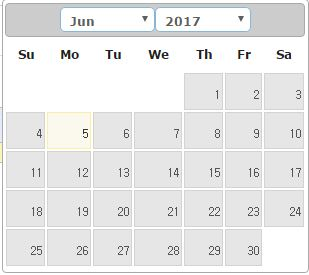 Jun 2017
Su Mo Tu We Th Fr Sa
1 2 3
4 5 6 7 8 9 10
11 12 13 14 15 16 17
18 19 20 21 22 23 24
25 26 27 28 29 30